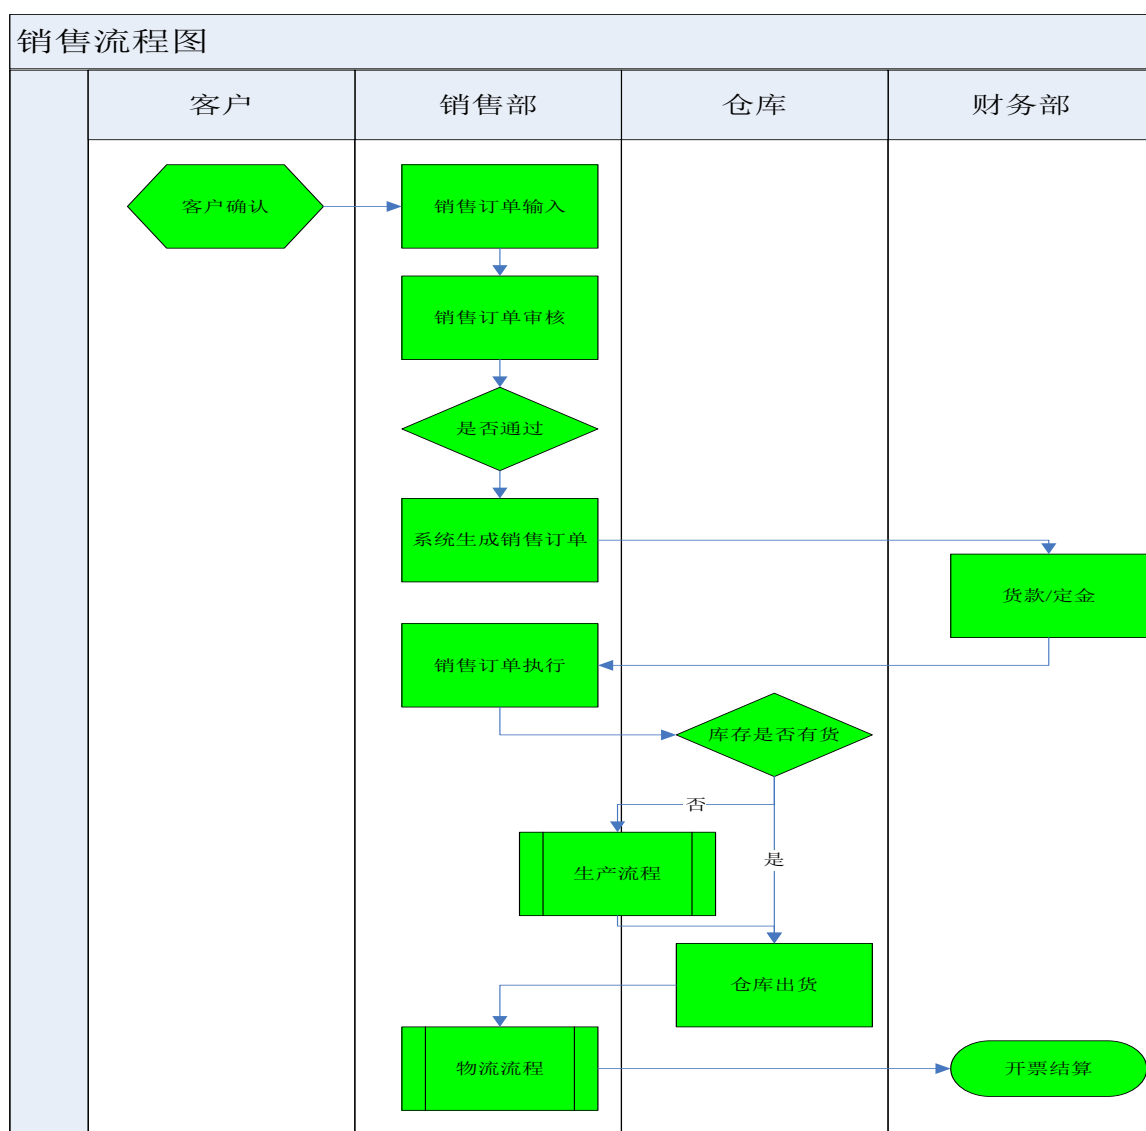 销售流程图
客户
销售部
仓库
财务部
客户确认
销售订单输入
销售订单审核
是否通过
系统生成销售订单
货款/定金
销售订单执行
库存是否有货
否
是
生产流程
仓库出货
物流流程
开票结算